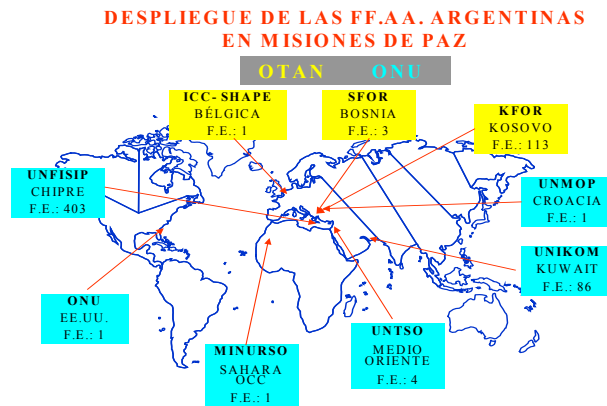 DESPLIEGUE DE LAS FF.AA. ARGENTINAS
EN MISIONES DE PAZ
OTAN ONU
ICC- SHAPE
BÉLGICA
F.E.: 1
SFOR
BOSNIA
F.E.: 3
KFOR
KOSOVO
F.E.: 113
UNFISIP
CHIPRE
F.E.: 403
UNMOP
CROACIA
F.E.: 1
UNIKOM
KUWAIT
F.E.: 86
ONU
EE.UU.
F.E.: 1
MINURSO
SAHARA
OCC
F.E.: 1
UNTSO
MEDIO
ORIENTE
F.E.: 4